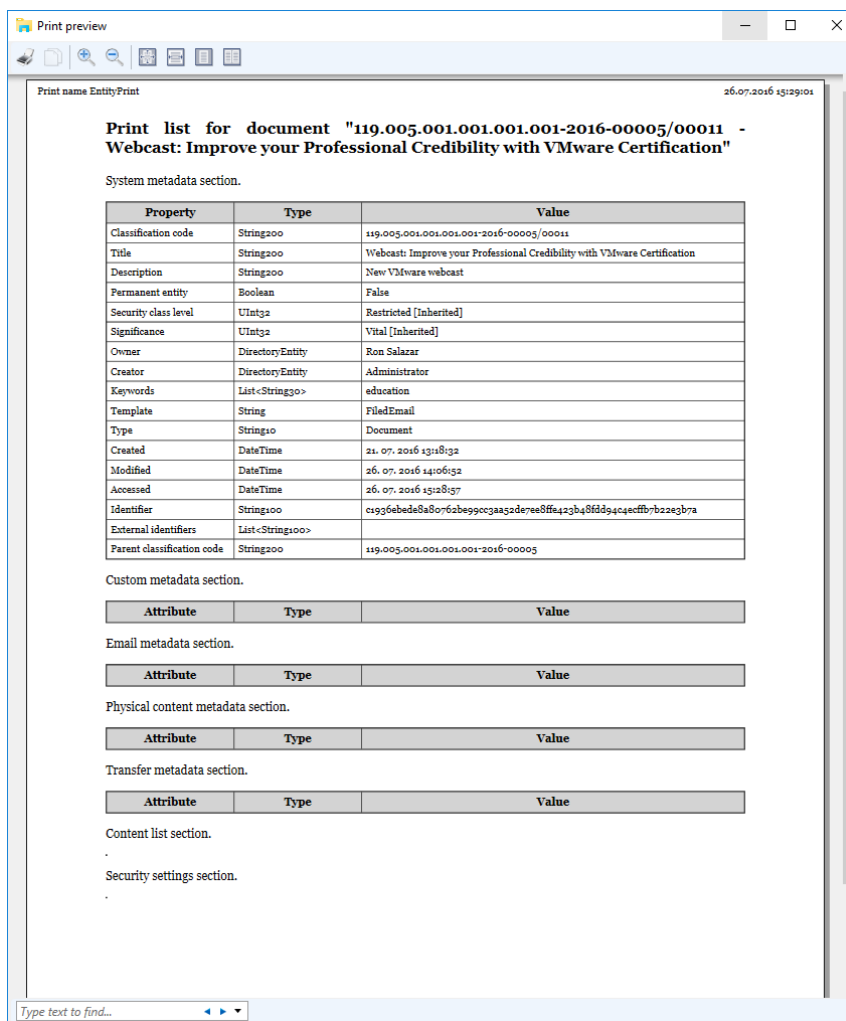 Print preview
Print name EntityPrint 26.07.2016 15:29:01
Print list for document "119.005.001.001.001.001-2016-00005/00011 -
Webcast: Improve your Professional Credibility with VMware Certification"
System metadata section.
Property Type Value
Classification code String200 119.005.001.001.001.001-2016-00005/00011
Title String200 Webcast: Improve your Professional Credibility with VMware Certification
Description String200 New VMware webcast
Permanent entity Boolean False
Security class level UInt32 Restricted [Inherited]
Significance UInt32 Vital [Inherited]
Owner DirectoryEntity Ron Salazar
Creator DirectoryEntity Administrator
Keywords List<String30> education
Template String FiledEmail
Type String10 Document
Created DateTime 21. 07. 2016 13:18:32
Modified DateTime 26. 07. 2016 14:06:52
Accessed DateTime 26. 07. 2016 15:28:57
Identifier String100 c1936ebede8a80762be99cc3aa52de7ee8ffe423b48fdd94c4ecffb7b22e3b7a
External identifiers List<String100>
Parent classification code String200 119.005.001.001.001.001-2016-00005
Custom metadata section.
Attribute Type Value
Email metadata section.
Attribute Type Value
Physical content metadata section.
Attribute Type Value
Transfer metadata section.
Attribute Type Value
Content list section.
.
Security settings section.
.
Type text to find...